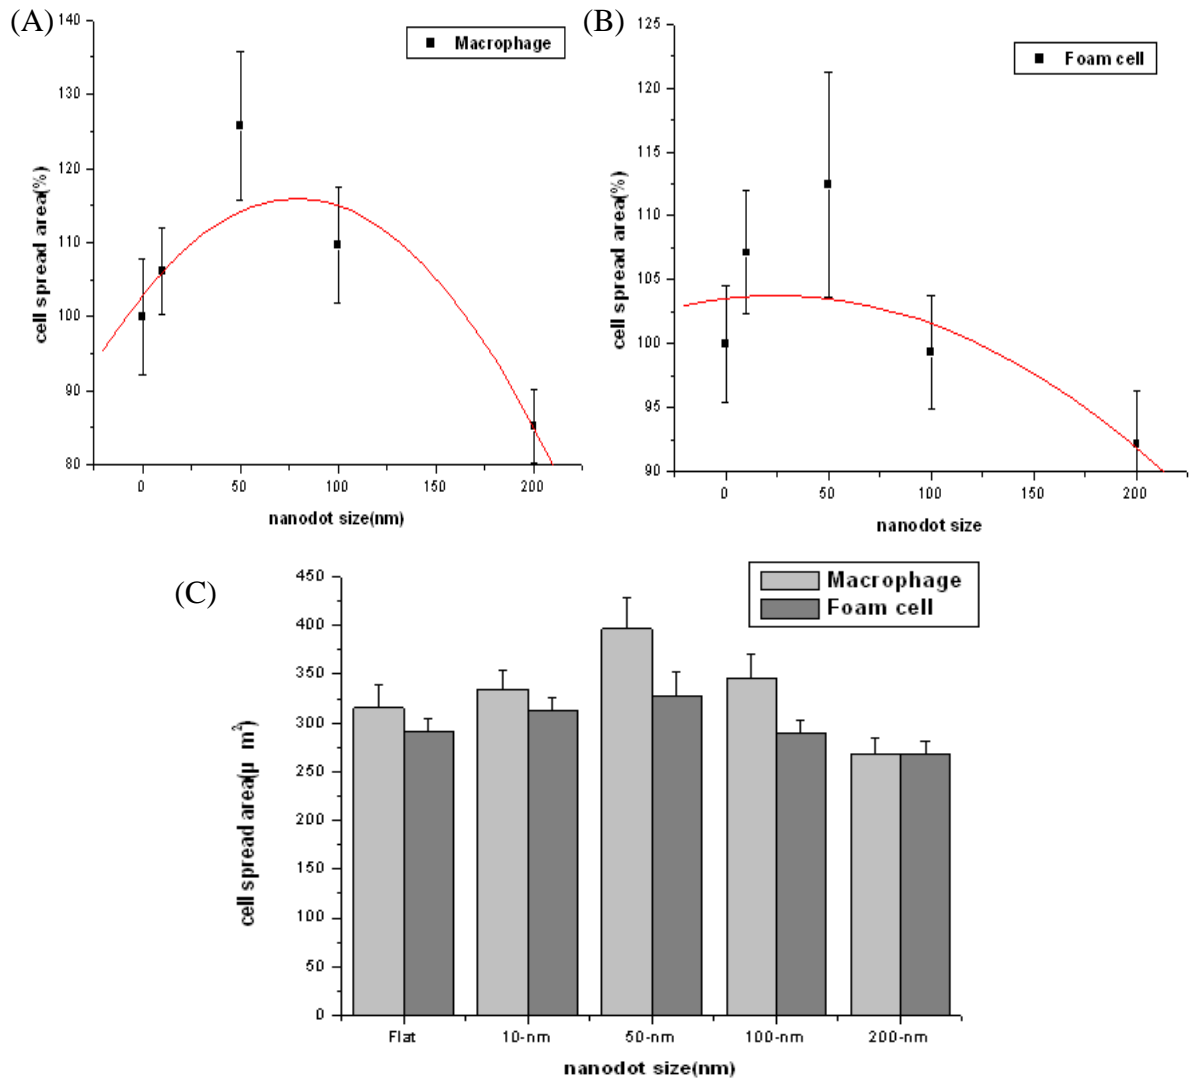 (A)
140
130
120
110
100
90
80
cell spread area(%)
Macrophage
0
50
100
150
200
nanodot size(nm)
(B)
125
120
115
110
105
100
95
90
cell spread area(%)
Foam cell
0
50
100
150
200
nanodot size
(C)
450
400
350
300
250
200
150
100
50
0
cell spread area(μ m²)
Macrophage
Foam cell
Flat
10-nm
50-nm
100-nm
200-nm
nanodot size(nm)